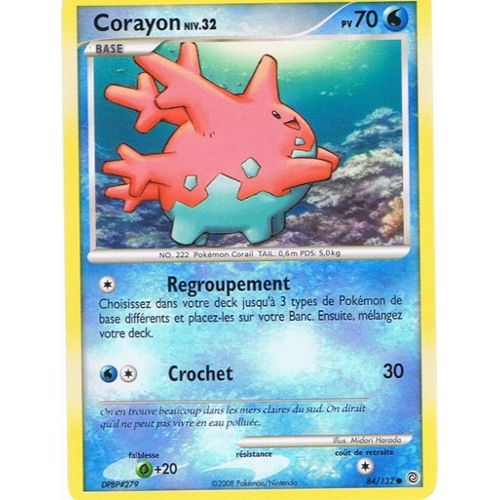 Corayon NIV.32 PV 70
BASE
NO. 222 Pokémon Corail TAIL: 0,6m PDS: 5,0kg
Regroupement
Choisissez dans votre deck jusqu'à 3 types de Pokémon de
base différents et placez-les sur votre Banc. Ensuite, mélangez
votre deck.
Crochet 30
On en trouve beaucoup dans les mers claires du sud. On dirait
qu'il ne peut pas vivre en eau polluée.
Illus. Midori Harada
faiblesse résistance coût de retraite
+20
DPBP#279 ©2008 Pokémon/Nintendo 84/132